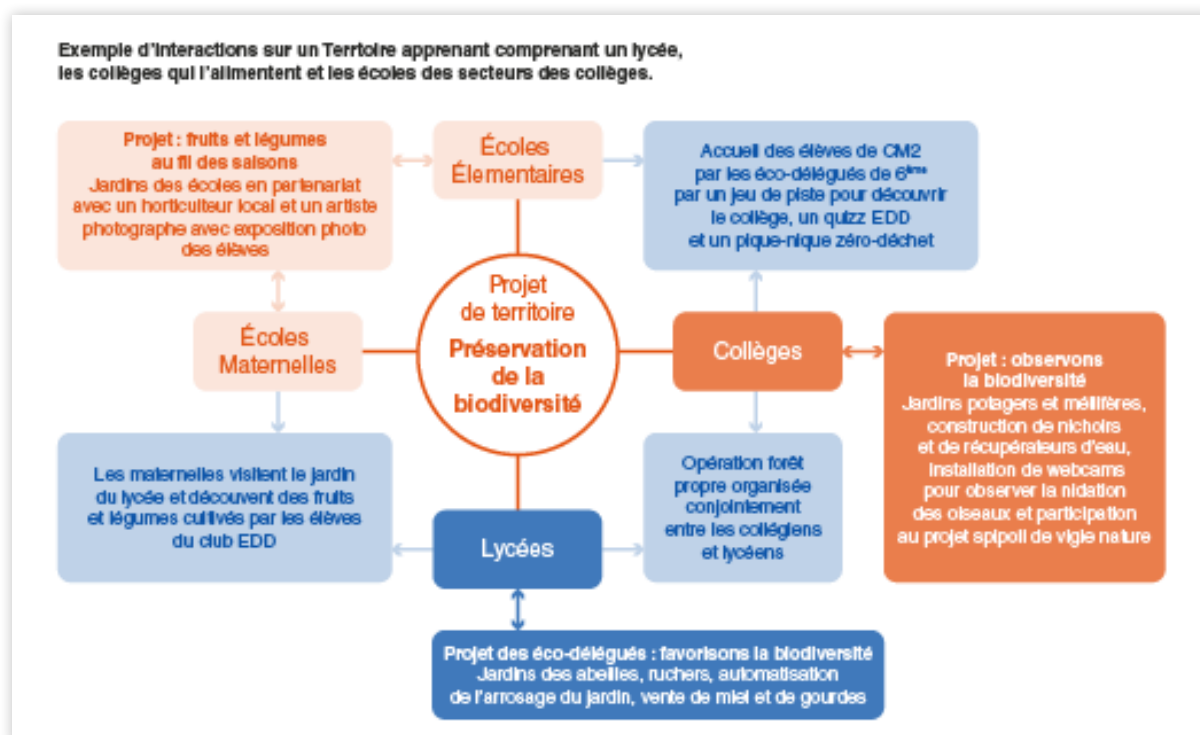 Exemple d'Interactions sur un Terrtoire apprenant comprenant un lycée,
les collèges qui l'alimentent et les écoles des secteurs des collèges.
Projet : fruits et légumes
au fil des saisons
Jardins des écoles en partenariat
avec un horticulteur local et un artiste
photographe avec exposition photo
des élèves
Écoles
Élementaires
Accueil des élèves de CM2
par les éco-délégués de 6ème
par un jeu de piste pour découvrir
le collège, un quizz EDD
et un pique-nique zéro-déchet
Projet
de territoire
Préservation
de la
biodiversité
Écoles
Maternelles
Collèges
Projet : observons
la biodiversité
Jardins potagers et mélifères,
construction de nichoirs
et de récupérateurs d'eau,
installation de webcams
pour observer la nidation
des oiseaux et participation
au projet spipoll de vigie nature
Les maternelles visitent le jardin
du lycée et découvent des fruits
et légumes cultivés par les élèves
du club EDD
Opération forêt
propre organisée
conjointement
entre les collégiens
et lycéens
Lycées
Projet des éco-délégués : favorisons la biodiversité
Jardins des abeilles, ruchers, automatisation
de l'arrosage du jardin, vente de miel et de gourdes